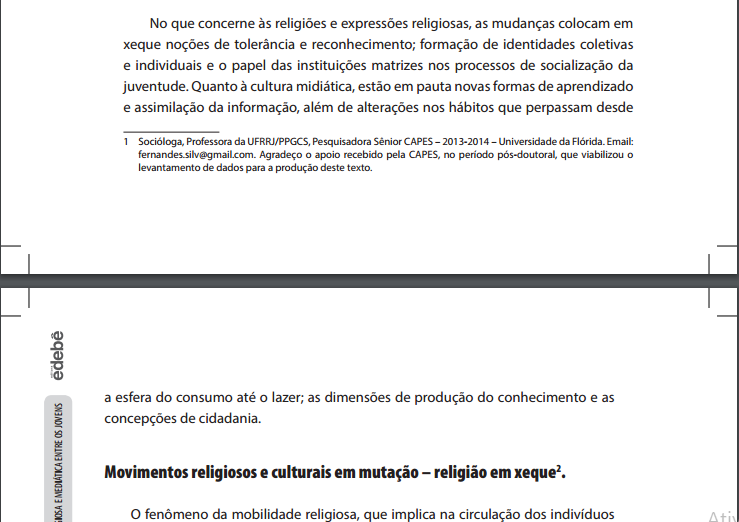 No que concerne às religiões e expressões religiosas, as mudanças colocam em
xeque noções de tolerância e reconhecimento; formação de identidades coletivas
e individuais e o papel das instituições matrizes nos processos de socialização da
juventude. Quanto à cultura midiática, estão em pauta novas formas de aprendizado
e assimilação da informação, além de alterações nos hábitos que perpassam desde
1 Socióloga, Professora da UFRRJ/PPGCS, Pesquisadora Sênior CAPES – 2013-2014 – Universidade da Flórida. Email:
fernandes.silv@gmail.com. Agradeço o apoio recebido pela CAPES, no período pós-doutoral, que viabilizou o
levantamento de dados para a produção deste texto.
edebê
E MEDIÁTICA ENTRE OS JOVENS
a esfera do consumo até o lazer; as dimensões de produção do conhecimento e as
concepções de cidadania.
Movimentos religiosos e culturais em mutação – religião em xeque².
O fenômeno da mobilidade religiosa, que implica na circulação dos indivíduos